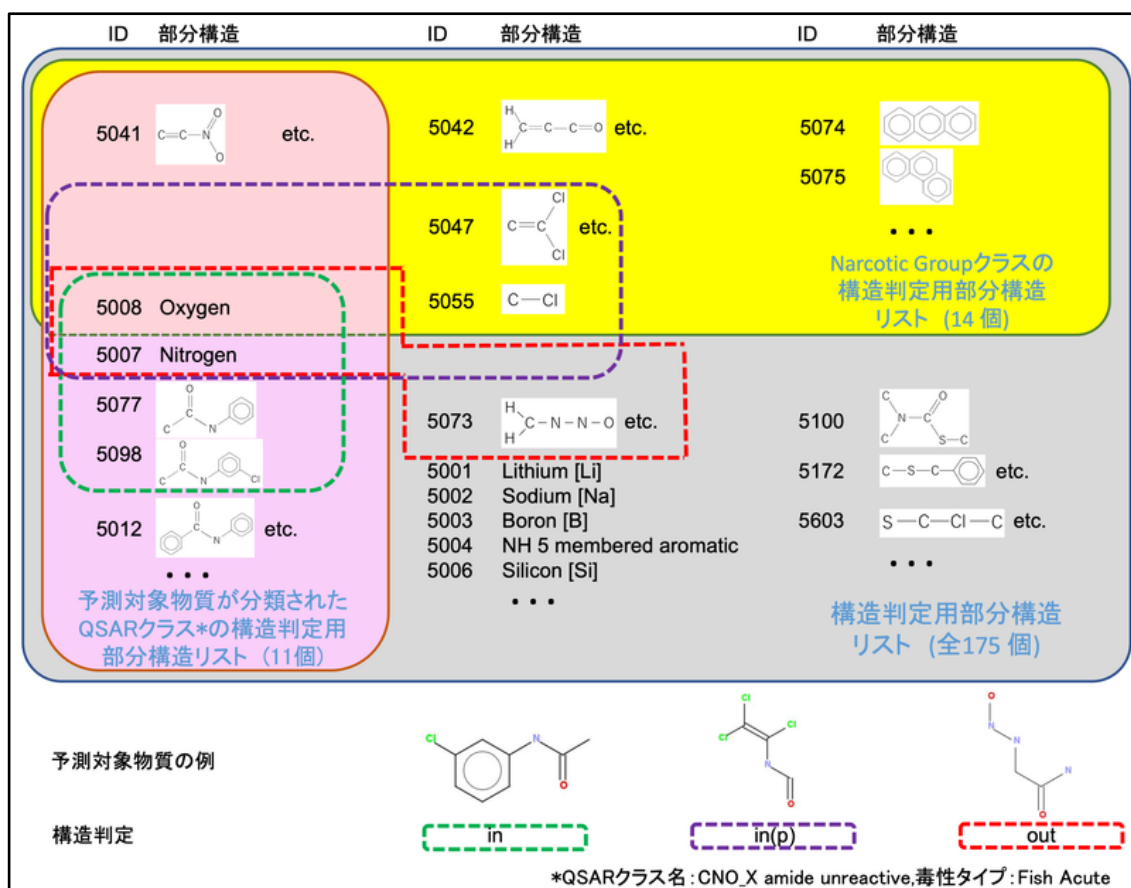 ID 部分構造 ID 部分構造 ID 部分構造
5041 etc. 5042 etc. 5074
5075
5047 etc.
• • •
Narcotic Groupクラスの
構造判定用部分構造
リスト (14 個)
5008 Oxygen 5055
5007 Nitrogen
5077 5073 etc. 5100
5098
5001 Lithium [Li]
5172 etc.
5002 Sodium [Na]
5012 etc. 5003 Boron [B] 5603 etc.
5004 NH 5 membered aromatic
5006 Silicon [Si]
• • •
予測対象物質が分類された
QSARクラス*の構造判定用
部分構造リスト (11個)
構造判定用部分構造
リスト (全175 個)
予測対象物質の例
構造判定 in in(p) out
*QSARクラス名：CNO_X amide unreactive,毒性タイプ：Fish Acute